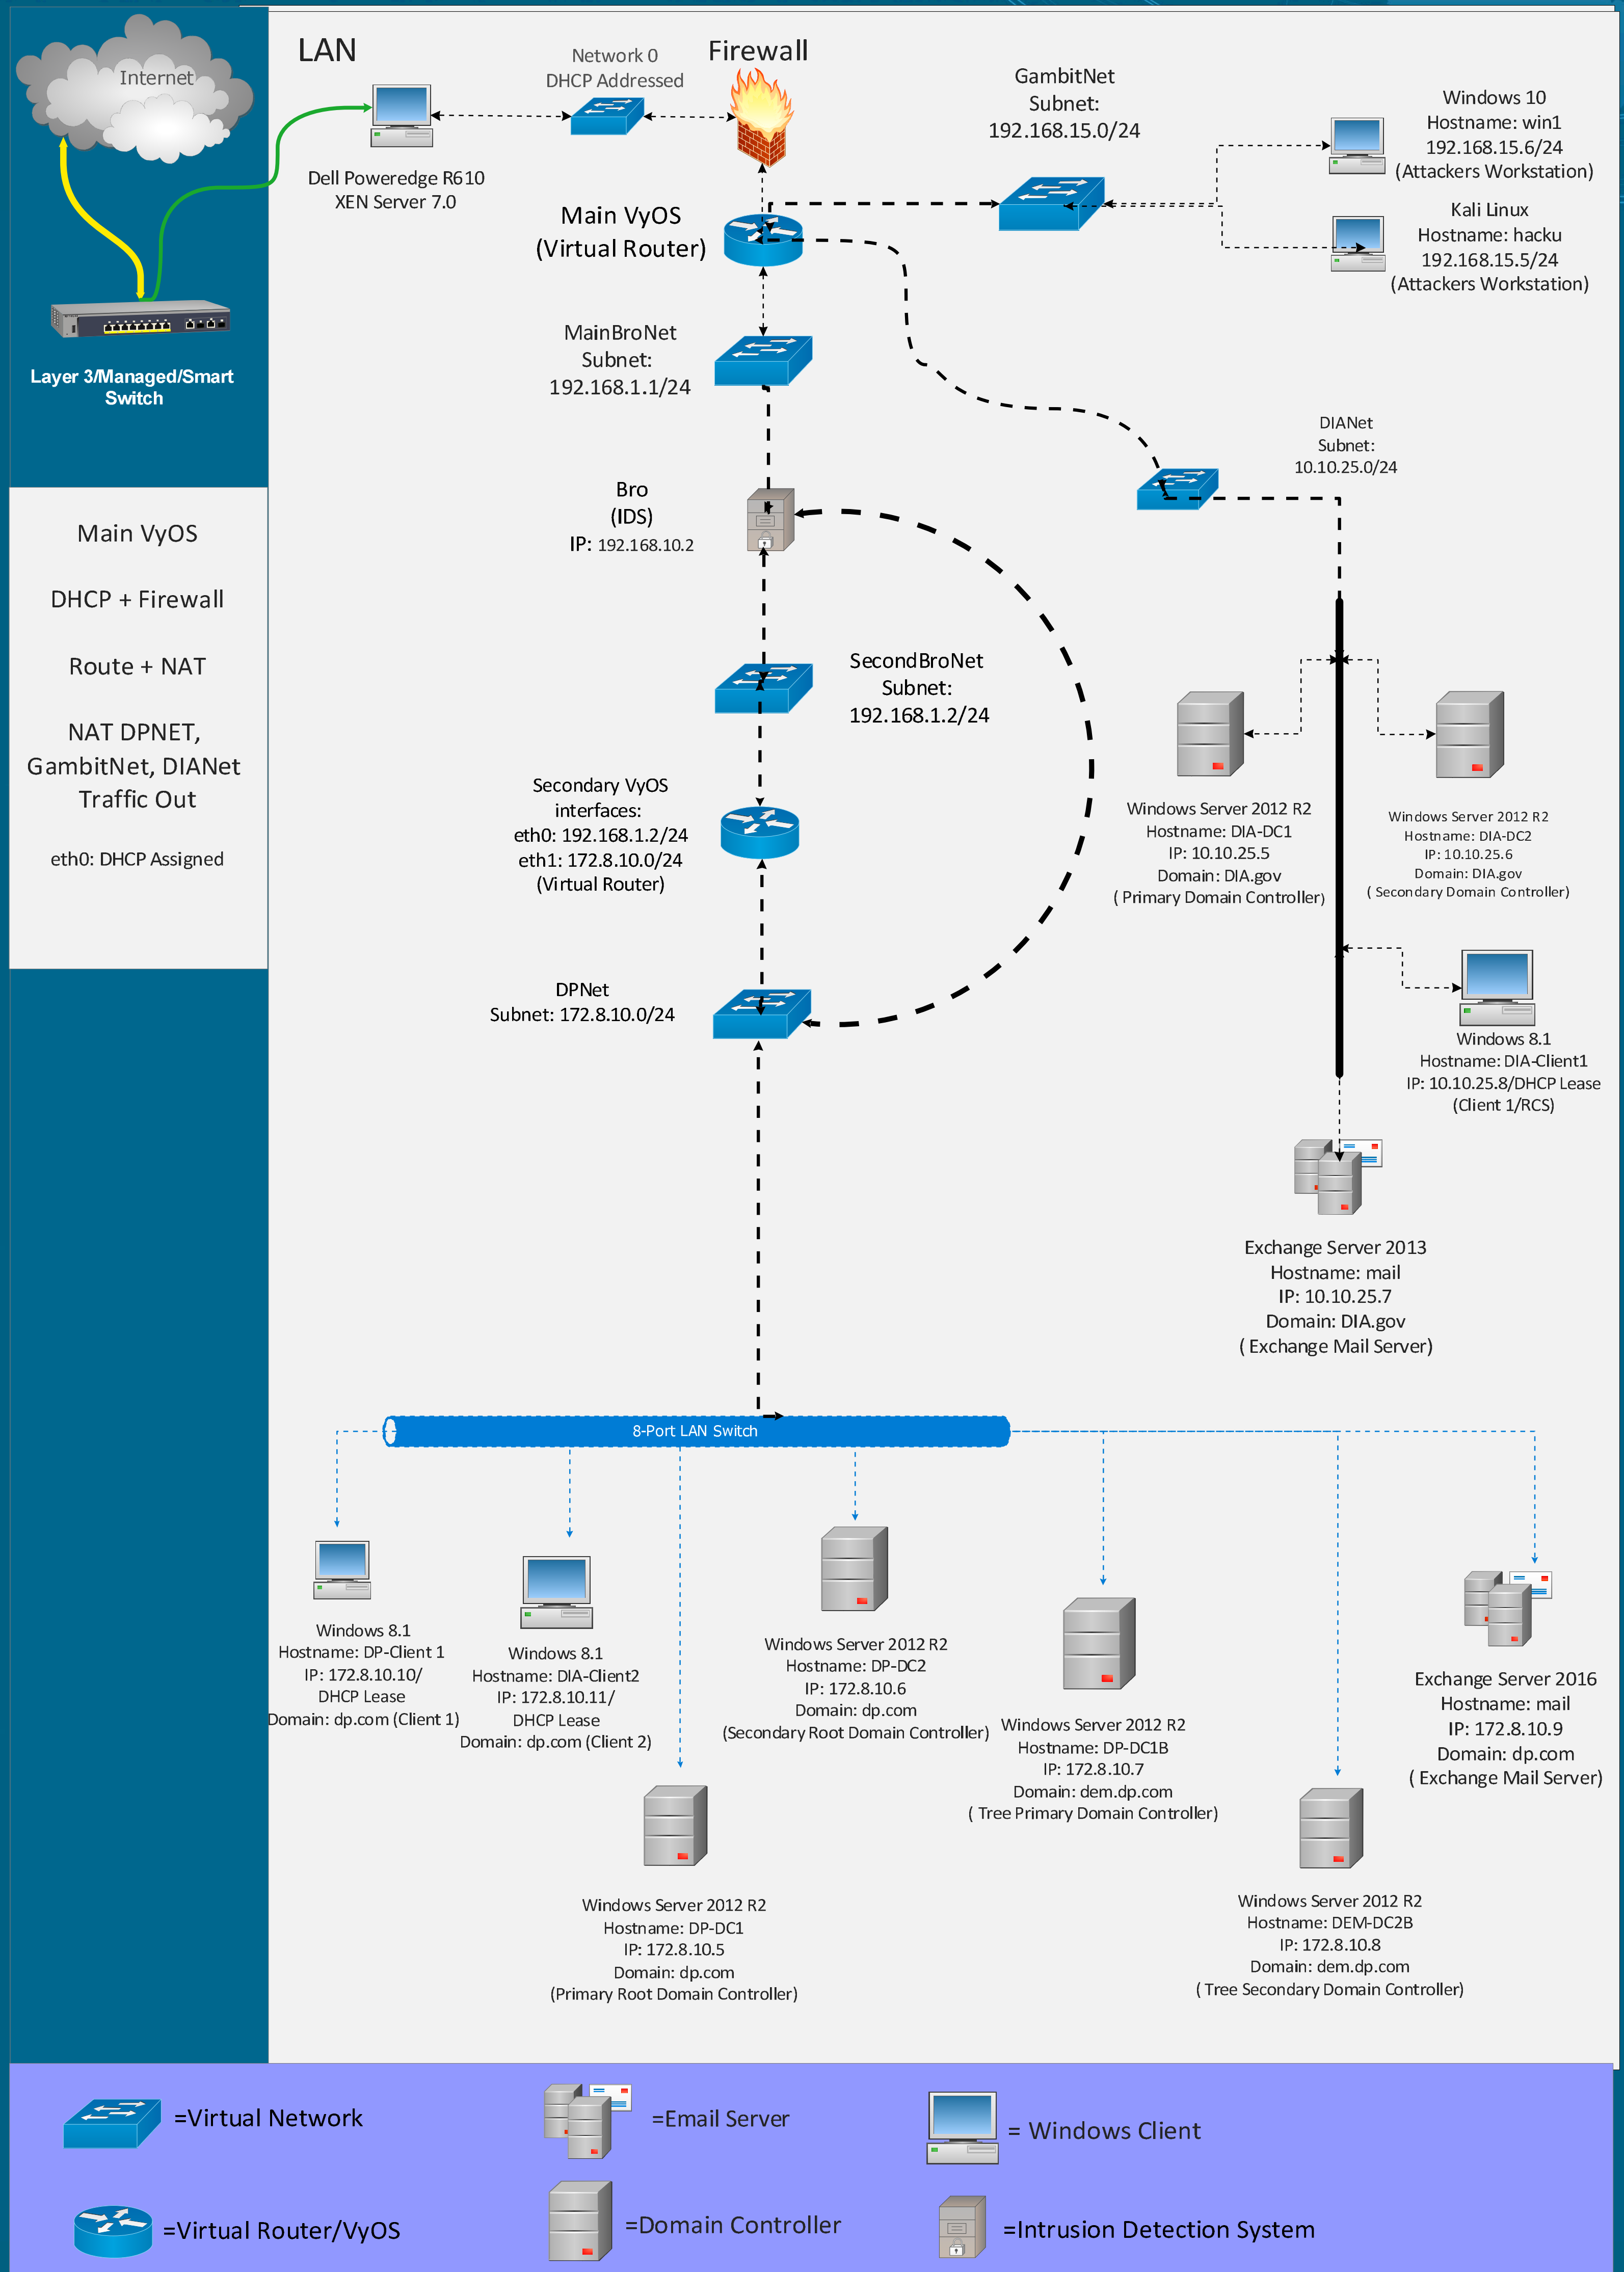 Internet
Layer 3/Managed/Smart
Switch
Main VyOS
DHCP + Firewall
Route + NAT
NAT DPNET,
GambitNet, DIANet
Traffic Out
eth0: DHCP Assigned
LAN
Dell Poweredge R610
XEN Server 7.0
Network 0
DHCP Addressed
Firewall
GambitNet
Subnet:
192.168.15.0/24
Windows 10
Hostname: win1
192.168.15.6/24
(Attackers Workstation)
Kali Linux
Hostname: hacku
192.168.15.5/24
(Attackers Workstation)
Main VyOS
(Virtual Router)
MainBroNet
Subnet:
192.168.1.1/24
DIANet
Subnet:
10.10.25.0/24
Bro
(IDS)
IP: 192.168.10.2
SecondBroNet
Subnet:
192.168.1.2/24
Secondary VyOS
interfaces:
eth0: 192.168.1.2/24
eth1: 172.8.10.0/24
(Virtual Router)
Windows Server 2012 R2
Hostname: DIA-DC1
IP: 10.10.25.5
Domain: DIA.gov
( Primary Domain Controller)
Windows Server 2012 R2
Hostname: DIA-DC2
IP: 10.10.25.6
Domain: DIA.gov
( Secondary Domain Controller)
DPNet
Subnet: 172.8.10.0/24
Windows 8.1
Hostname: DIA-Client1
IP: 10.10.25.8/DHCP Lease
(Client 1/RCS)
Exchange Server 2013
Hostname: mail
IP: 10.10.25.7
Domain: DIA.gov
( Exchange Mail Server)
8-Port LAN Switch
Windows 8.1
Hostname: DP-Client 1
IP: 172.8.10.10/
DHCP Lease
Domain: dp.com (Client 1)
Windows 8.1
Hostname: DIA-Client2
IP: 172.8.10.11/
DHCP Lease
Domain: dp.com (Client 2)
Windows Server 2012 R2
Hostname: DP-DC1
IP: 172.8.10.5
Domain: dp.com
(Primary Root Domain Controller)
Windows Server 2012 R2
Hostname: DP-DC2
IP: 172.8.10.6
Domain: dp.com
(Secondary Root Domain Controller)
Windows Server 2012 R2
Hostname: DP-DC1B
IP: 172.8.10.7
Domain: dem.dp.com
( Tree Primary Domain Controller)
Windows Server 2012 R2
Hostname: DEM-DC2B
IP: 172.8.10.8
Domain: dem.dp.com
( Tree Secondary Domain Controller)
Exchange Server 2016
Hostname: mail
IP: 172.8.10.9
Domain: dp.com
( Exchange Mail Server)
=Virtual Network
=Email Server
= Windows Client
=Virtual Router/VyOS
=Domain Controller
=Intrusion Detection System